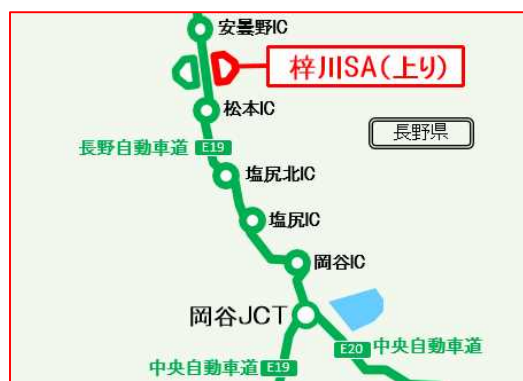 安曇野IC
梓川SA(上り)
松本IC
長野県
長野自動車道 E19
塩尻北IC
塩尻IC
岡谷IC
岡谷JCT
E20 中央自動車道
中央自動車道 E19